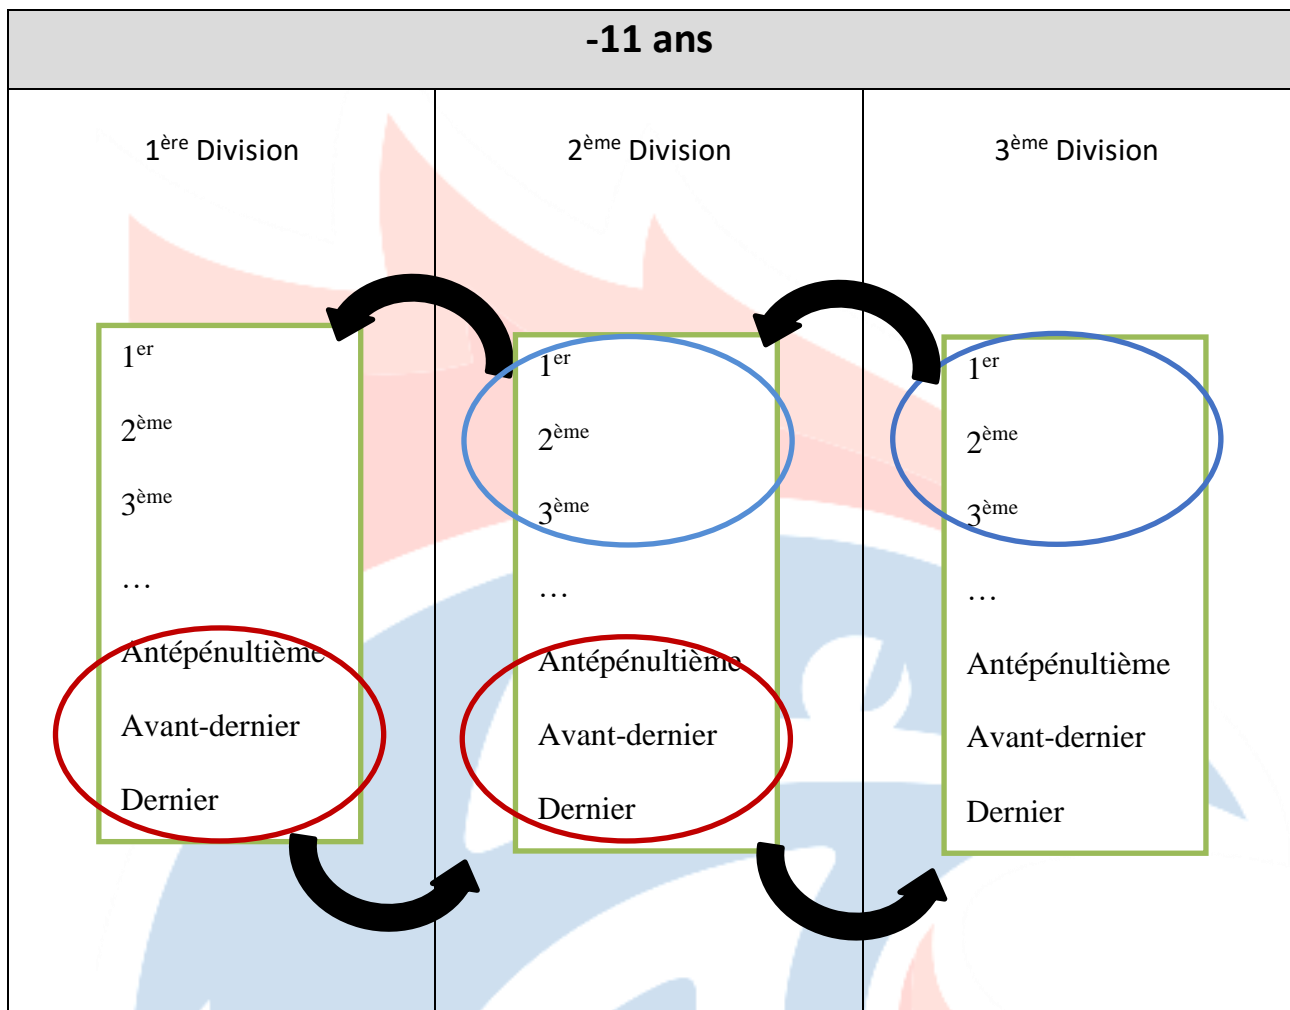 -11 ans
1ère Division
1er
2ème
3ème
…
Antépénultième
Avant-dernier
Dernier
2ème Division
1er
2ème
3ème
…
Antépénultième
Avant-dernier
Dernier
3ème Division
1er
2ème
3ème
…
Antépénultième
Avant-dernier
Dernier